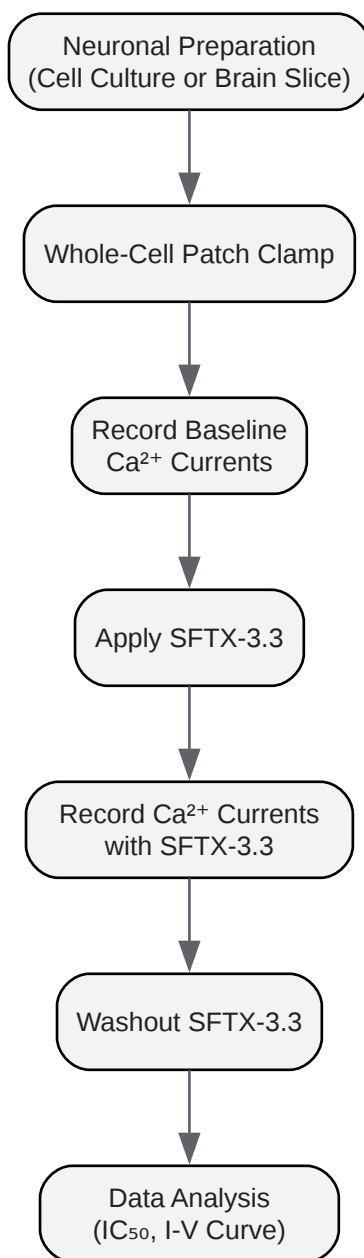 Neuronal Preparation
(Cell Culture or Brain Slice)
Whole-Cell Patch Clamp
Record Baseline
Ca²⁺ Currents
Apply SFTX-3.3
Record Ca²⁺ Currents
with SFTX-3.3
Washout SFTX-3.3
Data Analysis
(IC₅₀, I-V Curve)